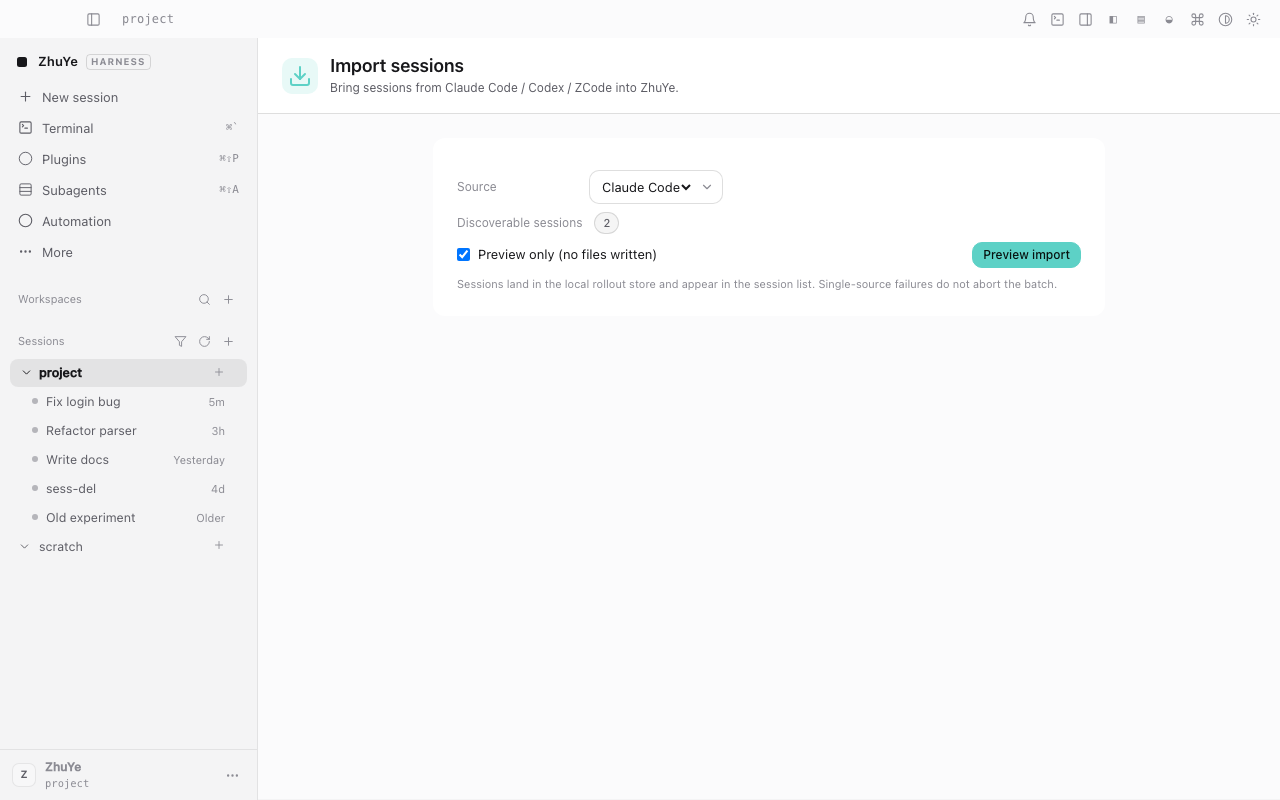 project
ZhuYe HARNESS
New session
Terminal ⌘`
Plugins ⌘⇧P
Subagents ⌘⇧A
Automation
More
Workspaces
Sessions
project
Fix login bug 5m
Refactor parser 3h
Write docs Yesterday
sess-del 4d
Old experiment Older
scratch
Z
ZhuYe
project
Import sessions
Bring sessions from Claude Code / Codex / ZCode into ZhuYe.
Source Claude Code
Discoverable sessions 2
Preview only (no files written) Preview import
Sessions land in the local rollout store and appear in the session list. Single-source failures do not abort the batch.